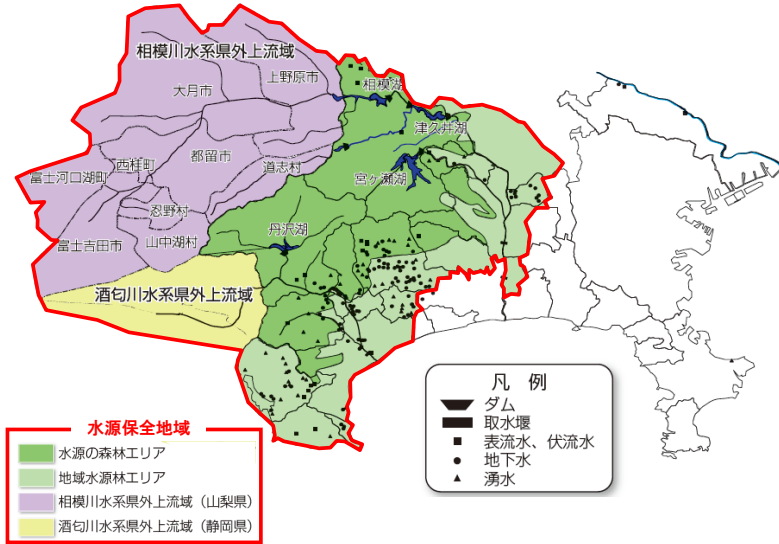 相模川水系県外上流域
上野原市
大月市
相模湖
津久井湖
都留市
西桂町
道志村
宮ヶ瀬湖
富士河口湖町
忍野村
丹沢湖
富士吉田市
山中湖村
酒匂川水系県外上流域
凡 例
ダム
取水堰
表流水、伏流水
地下水
湧水
水源保全地域
水源の森林エリア
地域水源林エリア
相模川水系県外上流域（山梨県）
酒匂川水系県外上流域（静岡県）